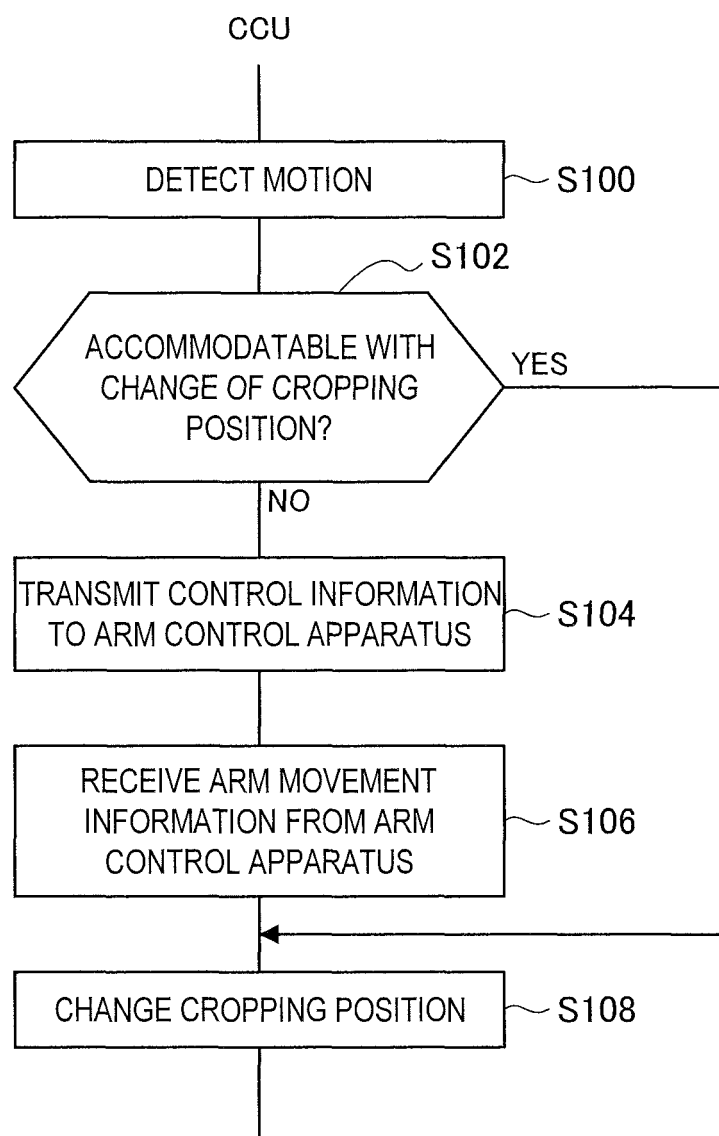 CCU
DETECT MOTION
S100
S102
ACCOMMODATABLE WITH
CHANGE OF CROPPING
POSITION?
YES
NO
TRANSMIT CONTROL INFORMATION
TO ARM CONTROL APPARATUS
S104
RECEIVE ARM MOVEMENT
INFORMATION FROM ARM
CONTROL APPARATUS
S106
CHANGE CROPPING POSITION
S108